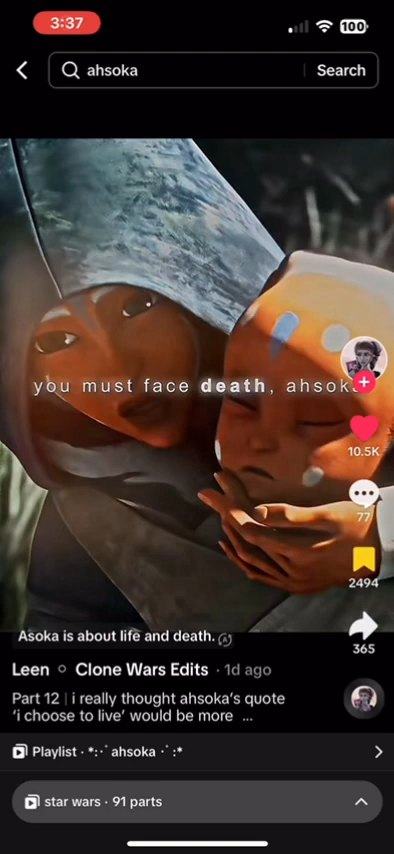 3:37
100
ahsoka
Search
you must face death, ahsoka
10.5K
77
2494
Asoka is about life and death.
365
Leen Clone Wars Edits · 1d ago
Part 12 | i really thought ahsoka's quote
'i choose to live' would be more ...
Playlist · *:･ﾟahsoka ･ﾟ:*
star wars · 91 parts